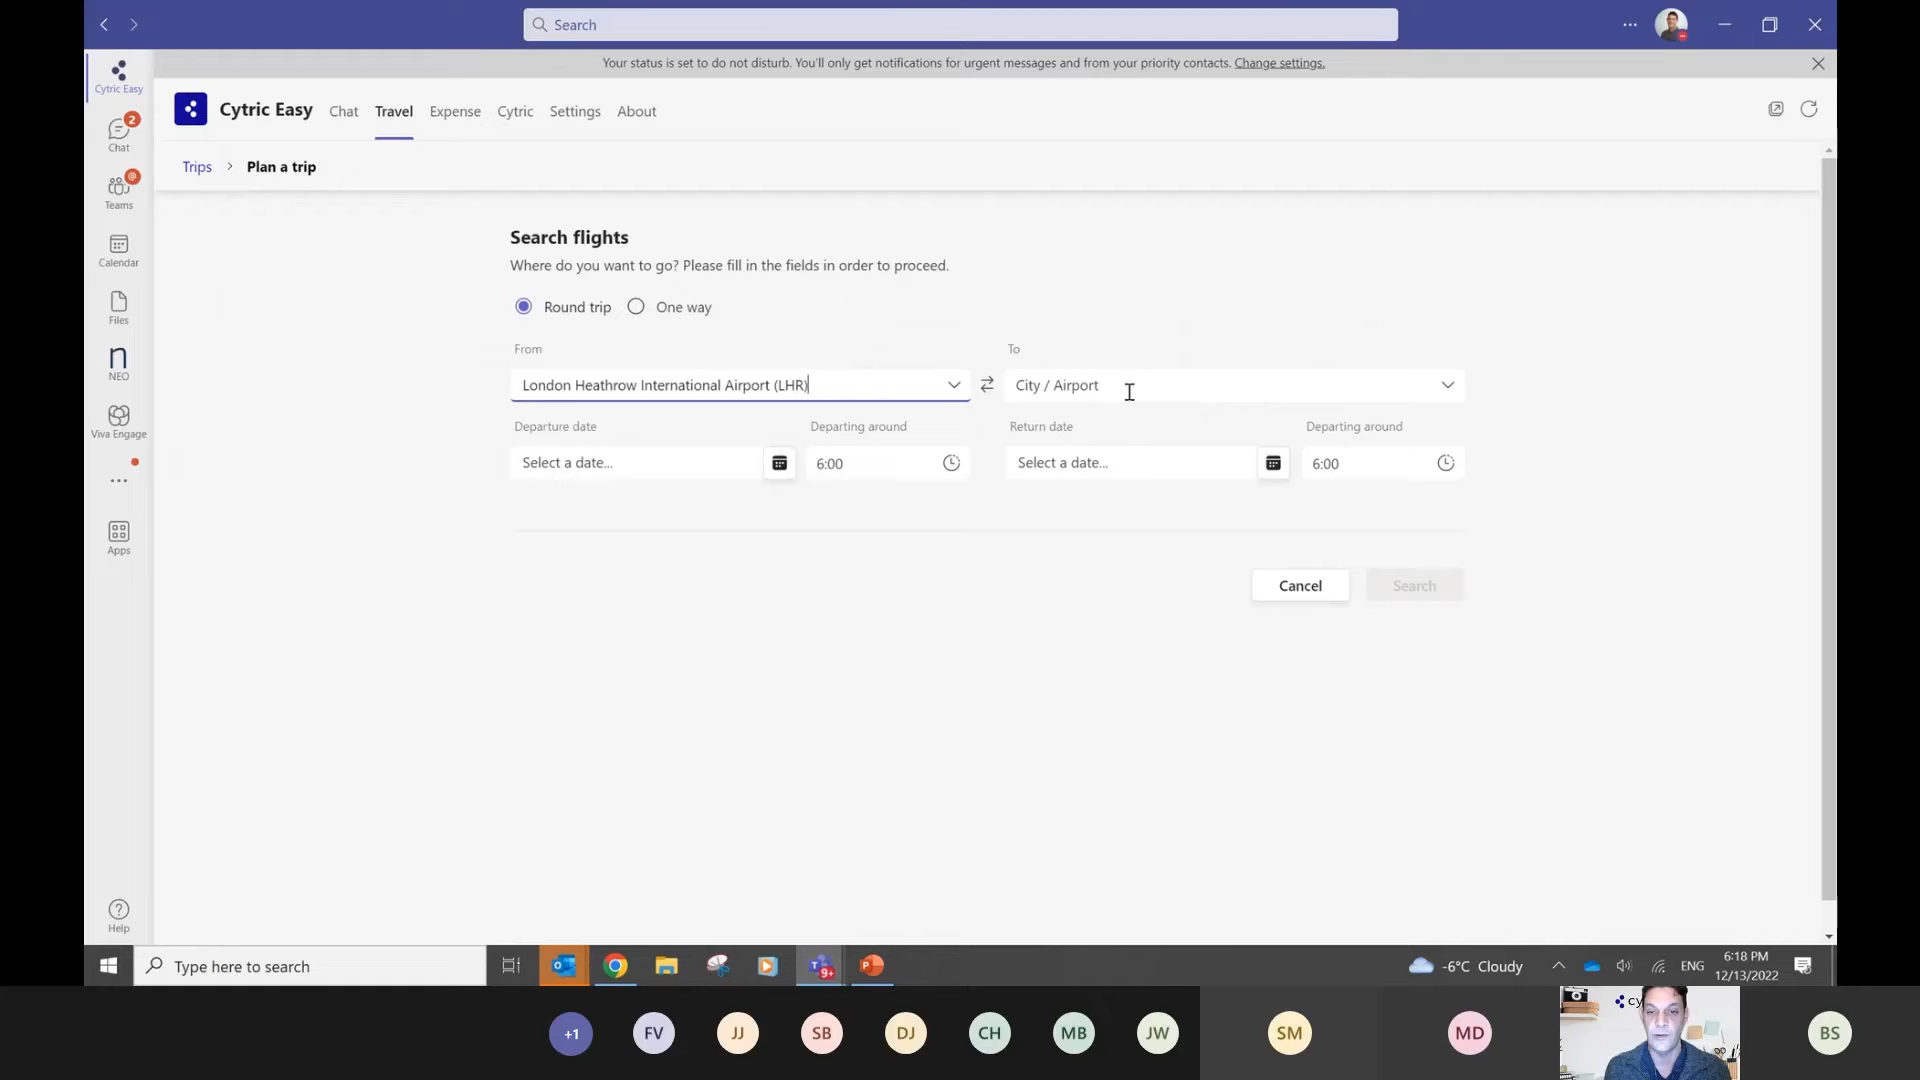 Search
Your status is set to do not disturb. You'll only get notifications for urgent messages and from your priority contacts. Change settings.
Cytric Easy
Chat
2
Teams
@
Calendar
Files
n
NEO
Viva Engage
Apps
Help
Cytric Easy Chat Travel Expense Cytric Settings About
Trips > Plan a trip
Search flights
Where do you want to go? Please fill in the fields in order to proceed.
Round trip One way
From To
London Heathrow International Airport (LHR) City / Airport
Departure date Departing around Return date Departing around
Select a date... 6:00 Select a date... 6:00
Cancel Search
Type here to search
9+
-6°C Cloudy
ENG
6:18 PM
12/13/2022
cy
+1 FV JJ SB DJ CH MB JW SM MD BS